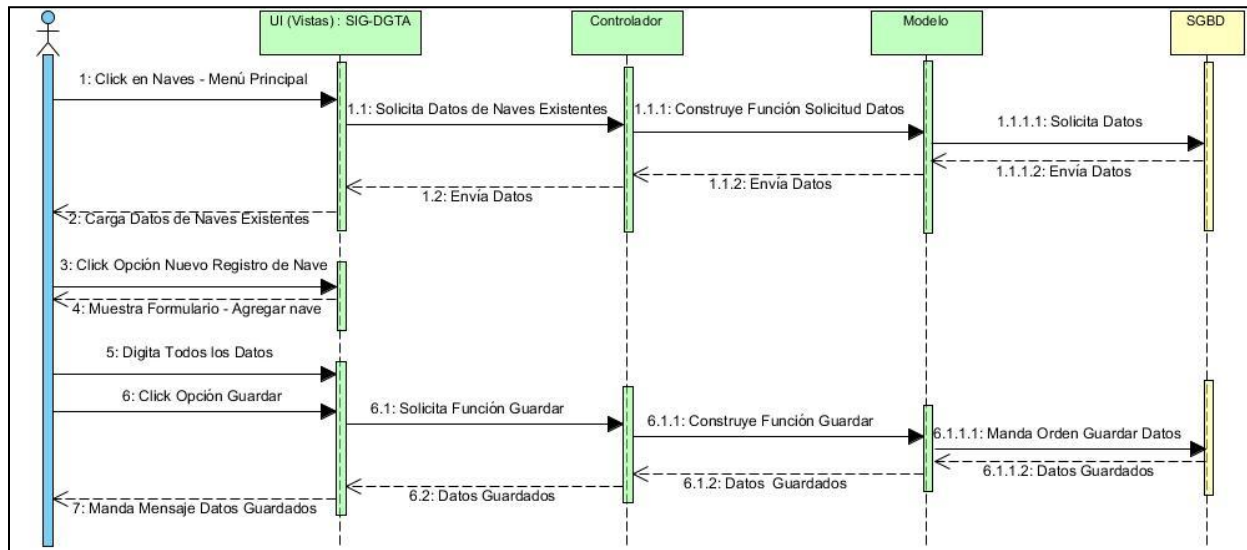 UI (Vistas) : SIG-DGTA
Controlador
Modelo
SGBD
1: Click en Naves - Menú Principal
1.1: Solicita Datos de Naves Existentes
1.1.1: Construye Función Solicitud Datos
1.1.1.1: Solicita Datos
1.1.1.2: Envía Datos
1.1.2: Envía Datos
1.2: Envía Datos
2: Carga Datos de Naves Existentes
3: Click Opción Nuevo Registro de Nave
4: Muestra Formulario - Agregar nave
5: Digita Todos los Datos
6: Click Opción Guardar
6.1: Solicita Función Guardar
6.1.1: Construye Función Guardar
6.1.1.1: Manda Orden Guardar Datos
6.1.1.2: Datos Guardados
6.1.2: Datos Guardados
6.2: Datos Guardados
7: Manda Mensaje Datos Guardados